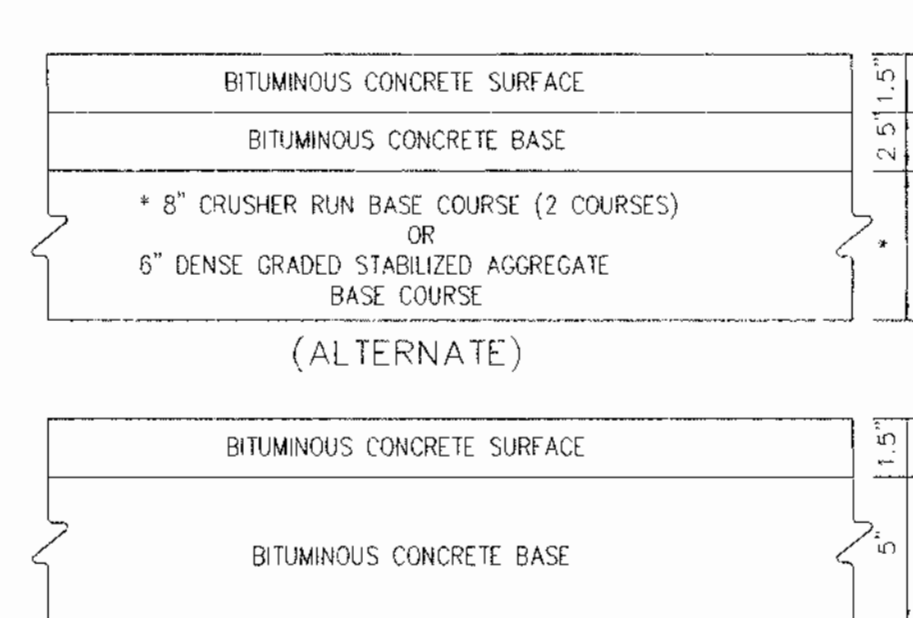 BITUMINOUS CONCRETE SURFACE
1.5"
BITUMINOUS CONCRETE BASE
2.5"
* 8" CRUSHER RUN BASE COURSE (2 COURSES)
OR
6" DENSE GRADED STABILIZED AGGREGATE
BASE COURSE
*
(ALTERNATE)
BITUMINOUS CONCRETE SURFACE
1.5"
BITUMINOUS CONCRETE BASE
5"